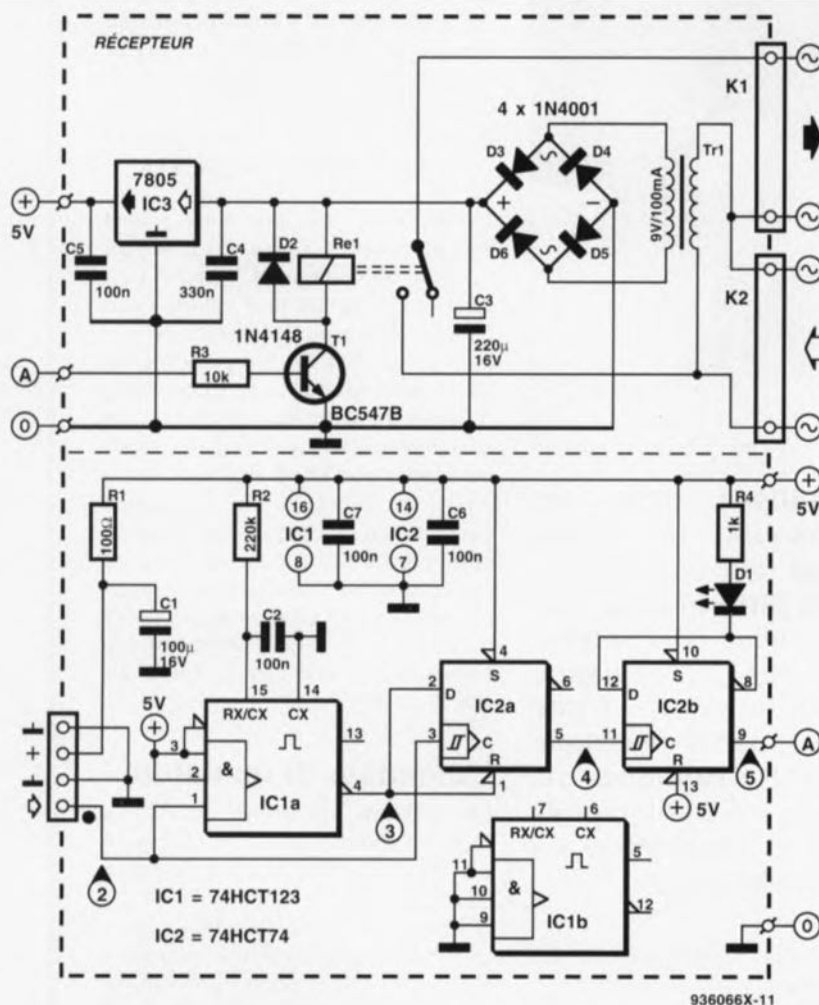 RÉCEPTEUR
K1
4 x 1N4001
D3
D4
Tr1
9V/100mA
7805
IC3
+
5V
D2
Re1
+
−
C5
100n
C4
330n
D6
D5
K2
C3
220µ
16V
1N4148
T1
R3
10k
A
BC547B
0
R1
100Ω
R2
220k
16
IC1
8
C7
100n
14
IC2
7
C6
100n
R4
1k
+
5V
D1
C1
100µ
16V
C2
100n
4
S
10
S
5V
+
15
14
RX/CX
CX
13
2
D
6
IC2a
12
D
8
IC2b
+
3
2
1
&
IC1a
4
3
C
5
R
1
11
C
9
R
13
A
3
4
5
+
5V
7
6
RX/CX
CX
5
11
10
9
&
12
IC1b
2
IC1 = 74HCT123
IC2 = 74HCT74
0
936066X-11